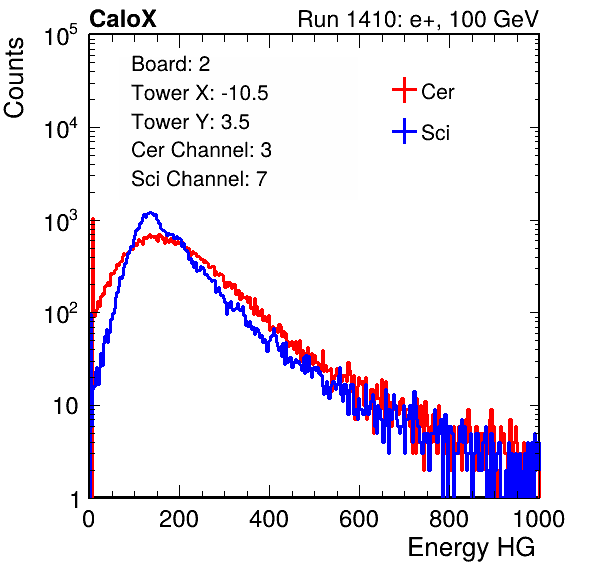 CaloX Run 1410: e+, 100 GeV
Board: 2
Tower X: -10.5
Tower Y: 3.5
Cer Channel: 3
Sci Channel: 7
Cer
Sci
Counts
10^5
10^4
10^3
10^2
10
1
0 200 400 600 800 1000
Energy HG